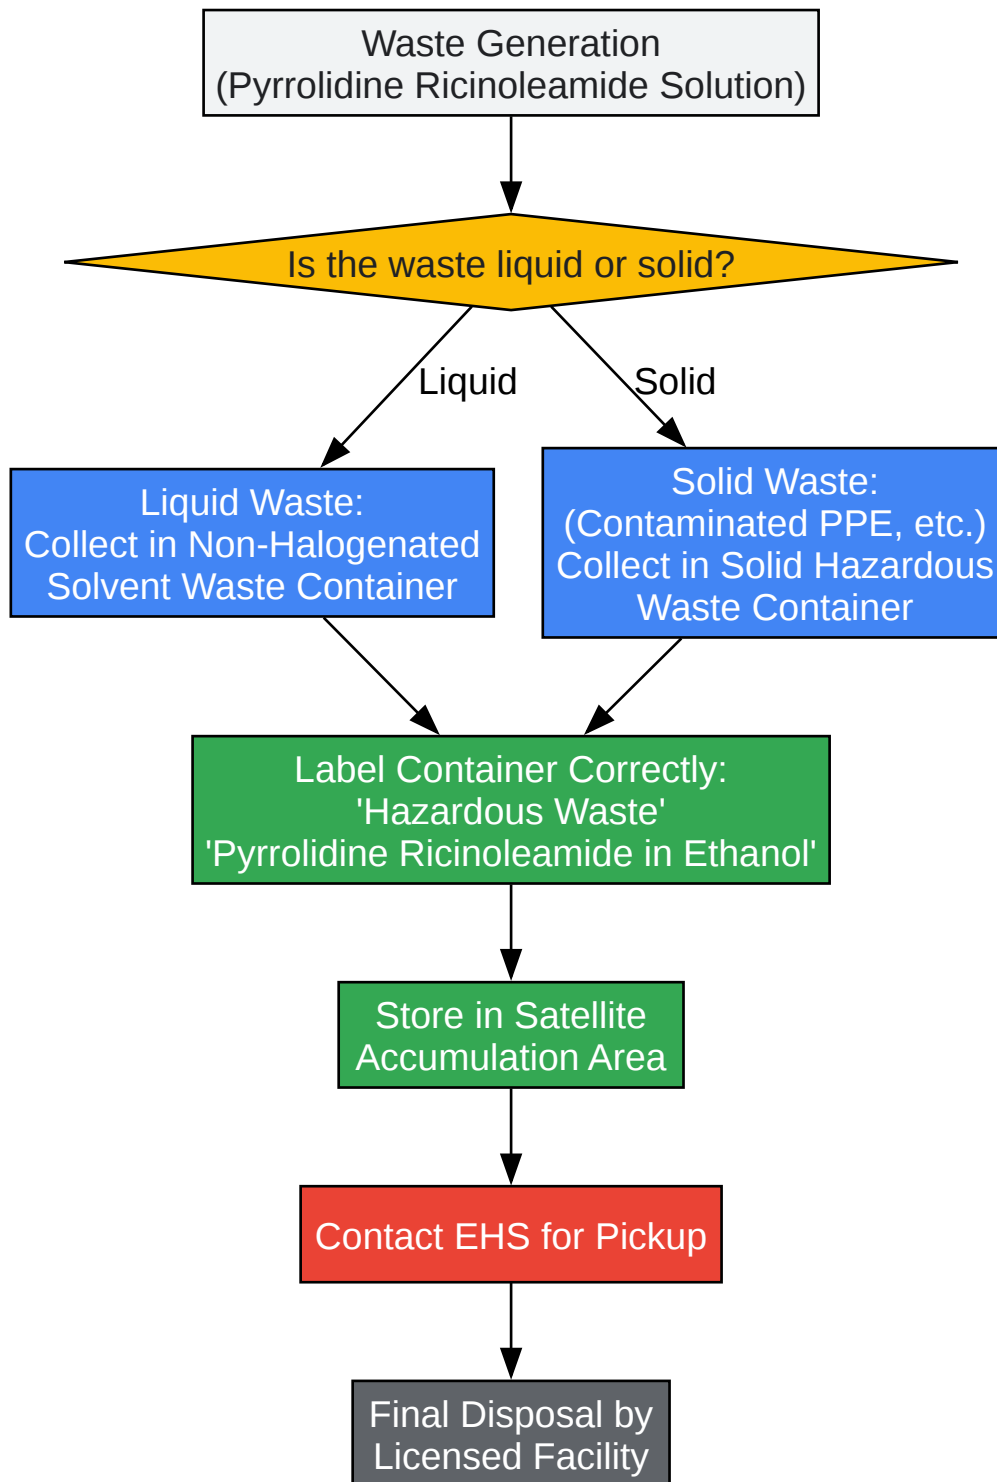 Waste Generation
(Pyrrolidine Ricinoleamide Solution)
Is the waste liquid or solid?
Liquid
Solid
Liquid Waste:
Collect in Non-Halogenated
Solvent Waste Container
Solid Waste:
(Contaminated PPE, etc.)
Collect in Solid Hazardous
Waste Container
Label Container Correctly:
'Hazardous Waste'
'Pyrrolidine Ricinoleamide in Ethanol'
Store in Satellite
Accumulation Area
Contact EHS for Pickup
Final Disposal by
Licensed Facility